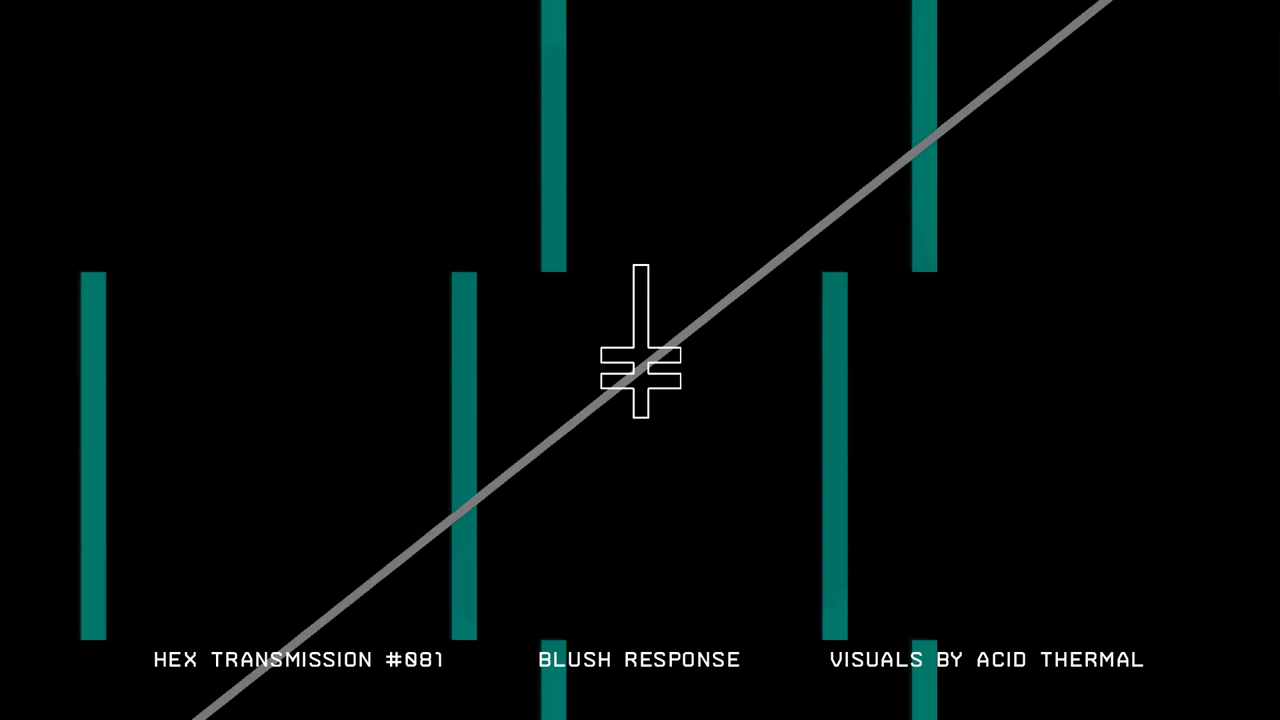 HEX TRANSMISSION #081 BLUSH RESPONSE VISUALS BY ACID THERMAL